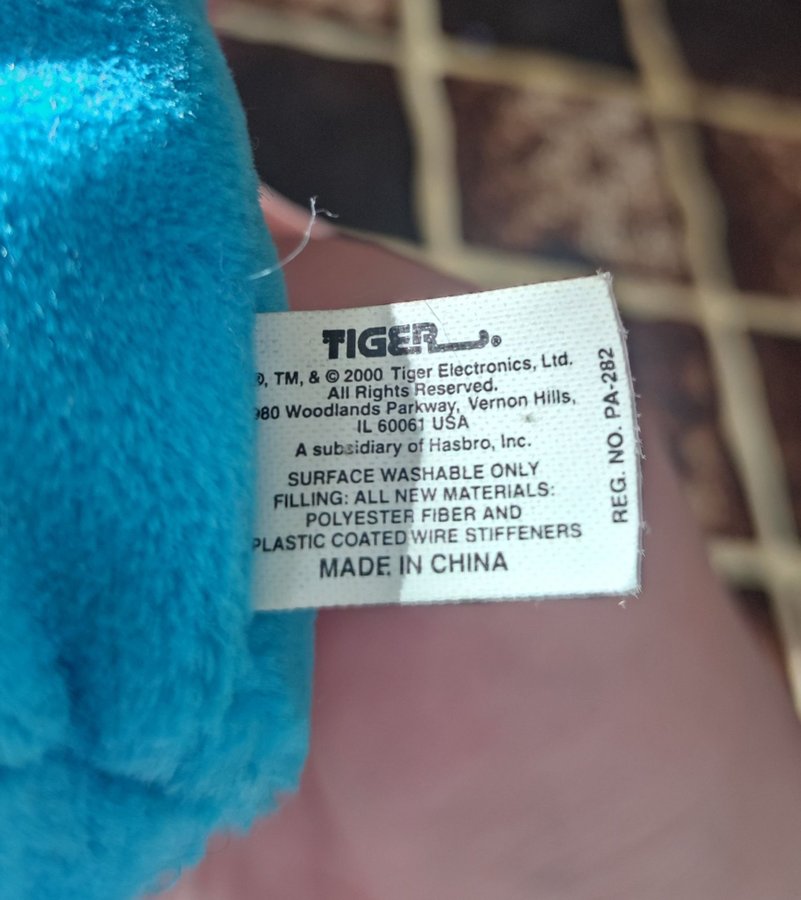 TIGER®
®, TM, & © 2000 Tiger Electronics, Ltd.
All Rights Reserved.
980 Woodlands Parkway, Vernon Hills,
IL 60061 USA
A subsidiary of Hasbro, Inc.
SURFACE WASHABLE ONLY
FILLING: ALL NEW MATERIALS:
POLYESTER FIBER AND
PLASTIC COATED WIRE STIFFENERS
MADE IN CHINA
REG. NO. PA-282